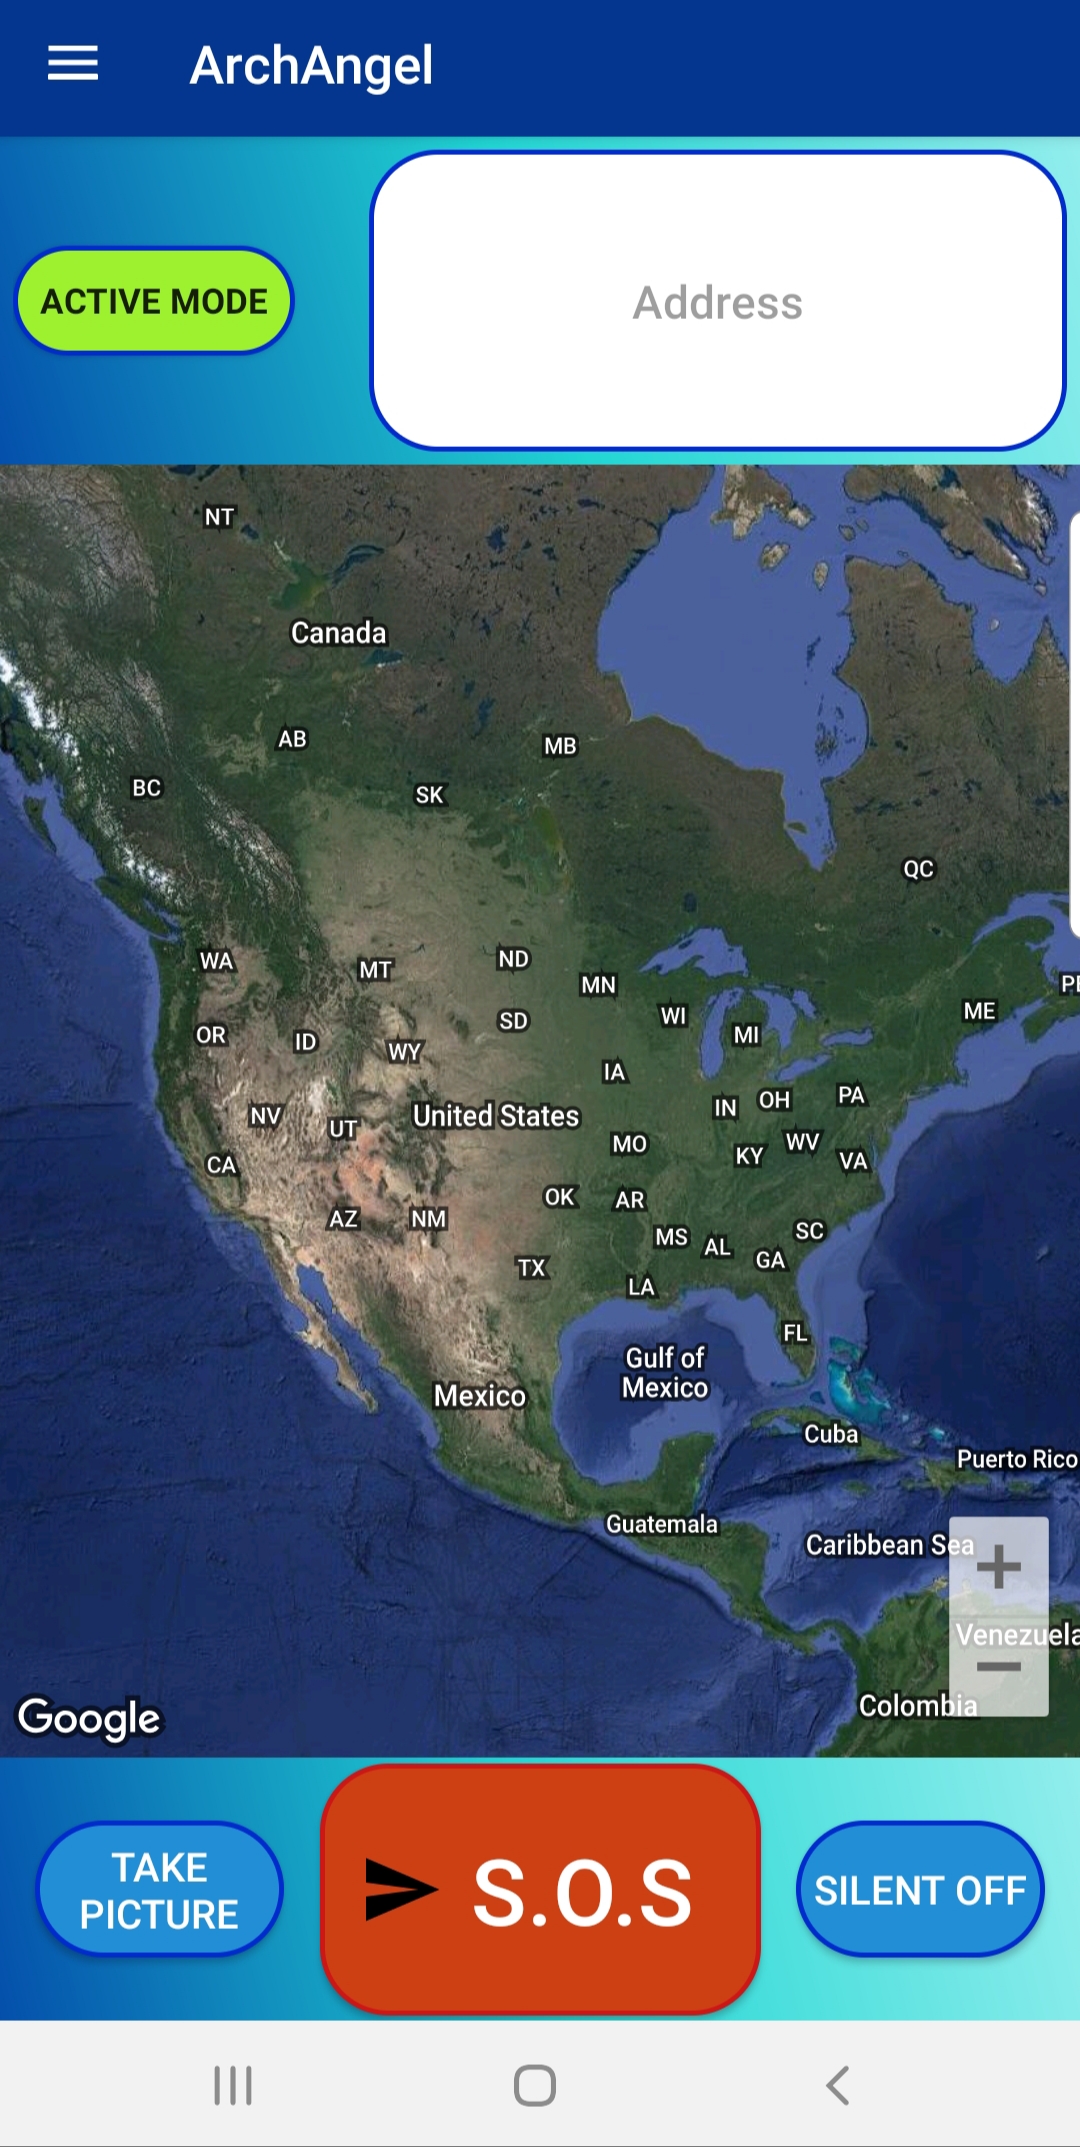 ArchAngel
ACTIVE MODE
Address
NT
Canada
AB
MB
BC
SK
QC
WA
MT
ND
MN
PE
ME
WI
SD
OR
ID
MI
WY
IA
PA
OH
IN
NV
United States
UT
MO
WV
KY
VA
CA
OK
AR
AZ
NM
SC
MS
AL
GA
TX
LA
FL
Gulf of
Mexico
Mexico
Cuba
Puerto Rico
Guatemala
Caribbean Sea
Venezuela
Colombia
Google
TAKE
PICTURE
S.O.S
SILENT OFF